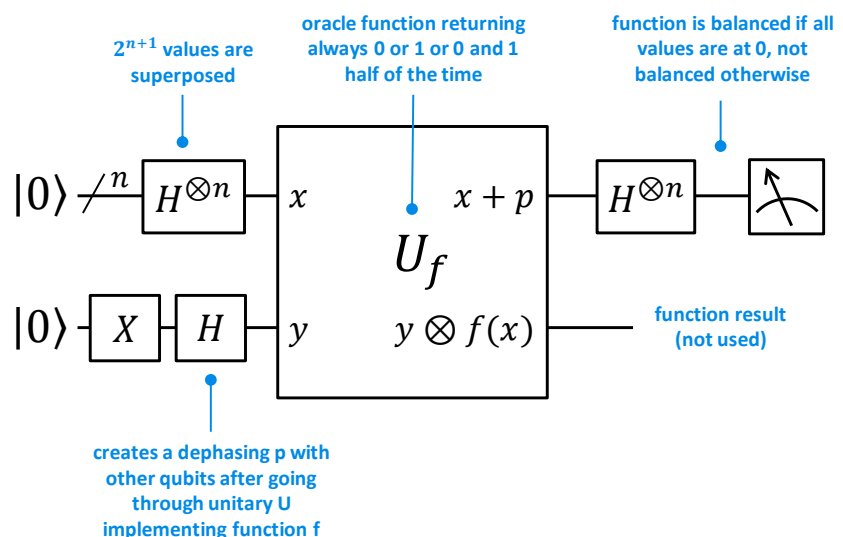 2ⁿ⁺¹ values are
superposed
oracle function returning
always 0 or 1 or 0 and 1
half of the time
function is balanced if all
values are at 0, not
balanced otherwise
|0⟩ n H⊗n x x + p H⊗n
U_f
|0⟩ X H y y ⊗ f(x)
function result
(not used)
creates a dephasing p with
other qubits after going
through unitary U
implementing function f